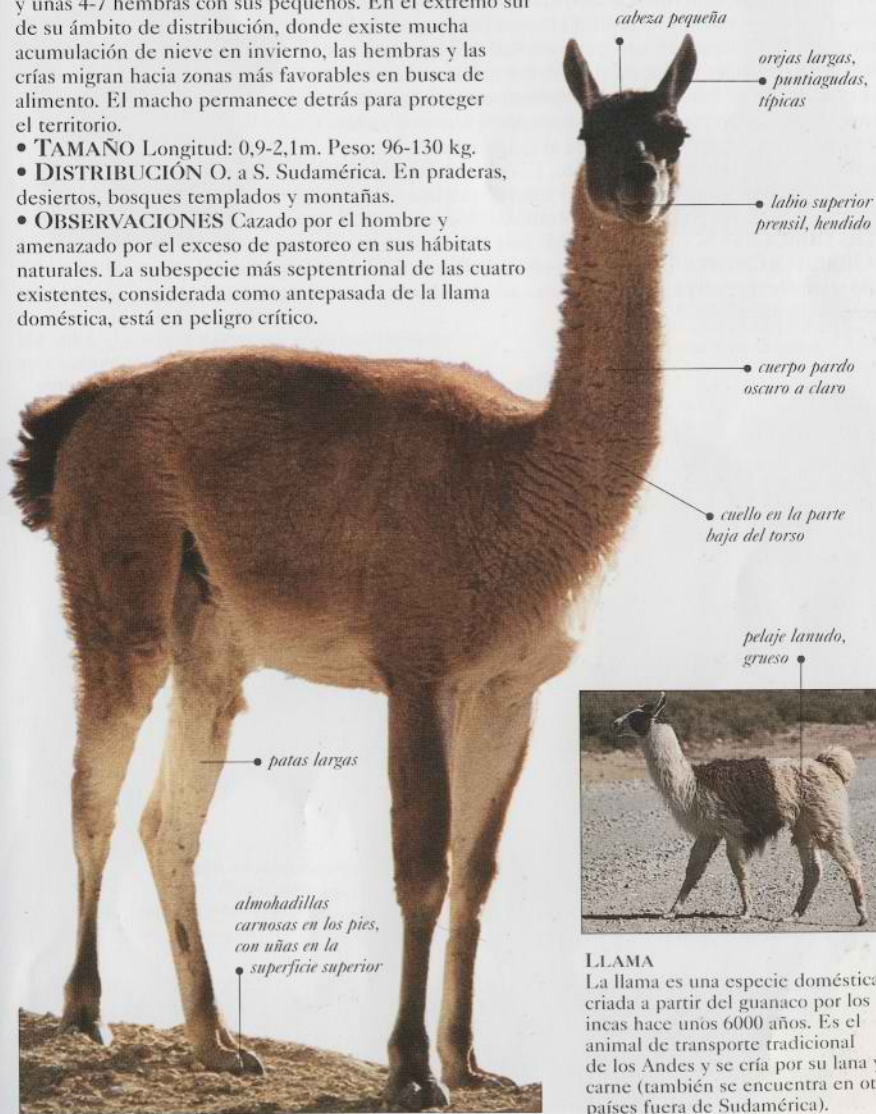 y unas 4-7 hembras con sus pequeños. En el extremo sur
de su ámbito de distribución, donde existe mucha
acumulación de nieve en invierno, las hembras y las
crías migran hacia zonas más favorables en busca de
alimento. El macho permanece detrás para proteger
el territorio.
• TAMAÑO Longitud: 0,9-2,1m. Peso: 96-130 kg.
• DISTRIBUCIÓN O. a S. Sudamérica. En praderas,
desiertos, bosques templados y montañas.
• OBSERVACIONES Cazado por el hombre y
amenazado por el exceso de pastoreo en sus hábitats
naturales. La subespecie más septentrional de las cuatro
existentes, considerada como antepasada de la llama
doméstica, está en peligro crítico.
cabeza pequeña
orejas largas,
puntiagudas,
típicas
labio superior
prensil, hendido
cuerpo pardo
oscuro a claro
cuello en la parte
baja del torso
pelaje lanudo,
grueso
patas largas
almohadillas
carnosas en los pies,
con uñas en la
superficie superior
LLAMA
La llama es una especie doméstica
criada a partir del guanaco por los
incas hace unos 6000 años. Es el
animal de transporte tradicional
de los Andes y se cría por su lana y
carne (también se encuentra en ot
países fuera de Sudamérica).